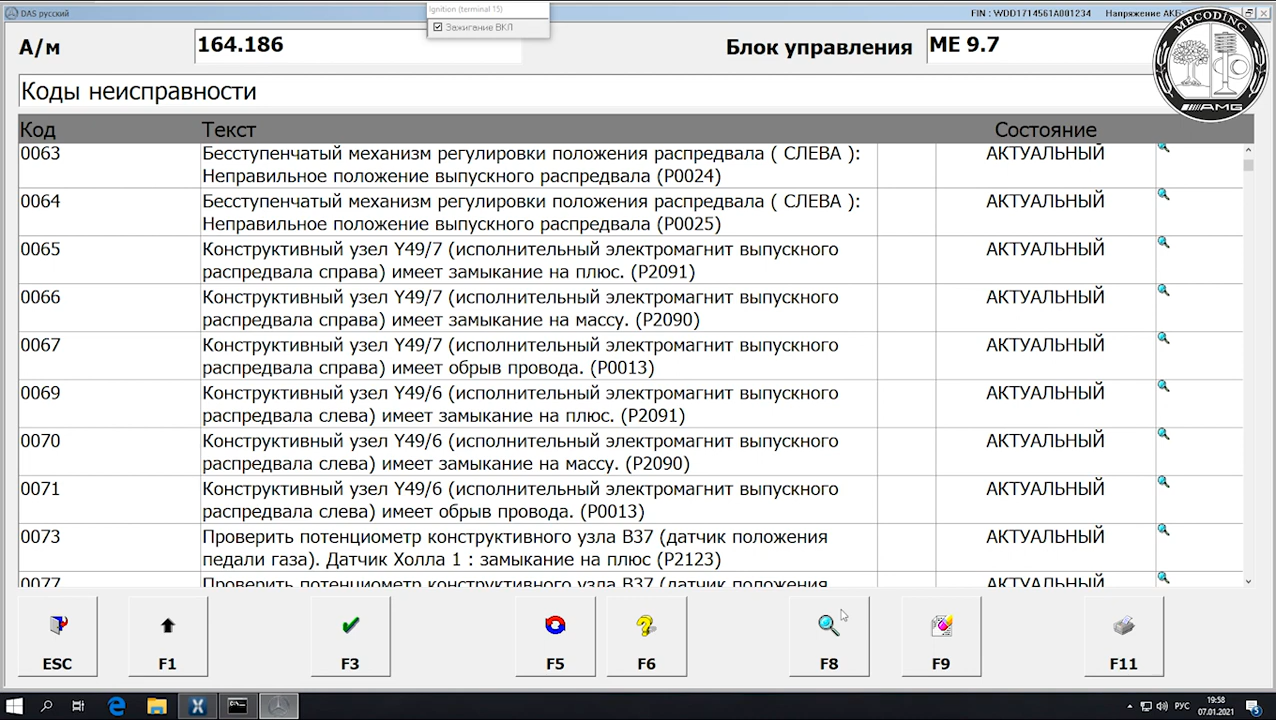 DAS русский
Ignition (terminal 15)
Зажигание ВКЛ
FIN : WDD1714561A001234
Напряжение АКБ
MBCODING
AMG
А/м
164.186
Блок управления
ME 9.7
Коды неисправности
Код
Текст
Состояние
0063
Бесступенчатый механизм регулировки положения распредвала ( СЛЕВА ):
Неправильное положение выпускного распредвала (P0024)
АКТУАЛЬНЫЙ
0064
Бесступенчатый механизм регулировки положения распредвала ( СЛЕВА ):
Неправильное положение выпускного распредвала (P0025)
АКТУАЛЬНЫЙ
0065
Конструктивный узел Y49/7 (исполнительный электромагнит выпускного
распредвала справа) имеет замыкание на плюс. (P2091)
АКТУАЛЬНЫЙ
0066
Конструктивный узел Y49/7 (исполнительный электромагнит выпускного
распредвала справа) имеет замыкание на массу. (P2090)
АКТУАЛЬНЫЙ
0067
Конструктивный узел Y49/7 (исполнительный электромагнит выпускного
распредвала справа) имеет обрыв провода. (P0013)
АКТУАЛЬНЫЙ
0069
Конструктивный узел Y49/6 (исполнительный электромагнит выпускного
распредвала слева) имеет замыкание на плюс. (P2091)
АКТУАЛЬНЫЙ
0070
Конструктивный узел Y49/6 (исполнительный электромагнит выпускного
распредвала слева) имеет замыкание на массу. (P2090)
АКТУАЛЬНЫЙ
0071
Конструктивный узел Y49/6 (исполнительный электромагнит выпускного
распредвала слева) имеет обрыв провода. (P0013)
АКТУАЛЬНЫЙ
0073
Проверить потенциометр конструктивного узла B37 (датчик положения
педали газа). Датчик Холла 1 : замыкание на плюс (P2123)
АКТУАЛЬНЫЙ
0077
Проверить потенциометр конструктивного узла B37 (датчик положения
АКТУАЛЬНЫЙ
ESC
F1
F3
F5
F6
F8
F9
F11
РУС
19:58
07.01.2021